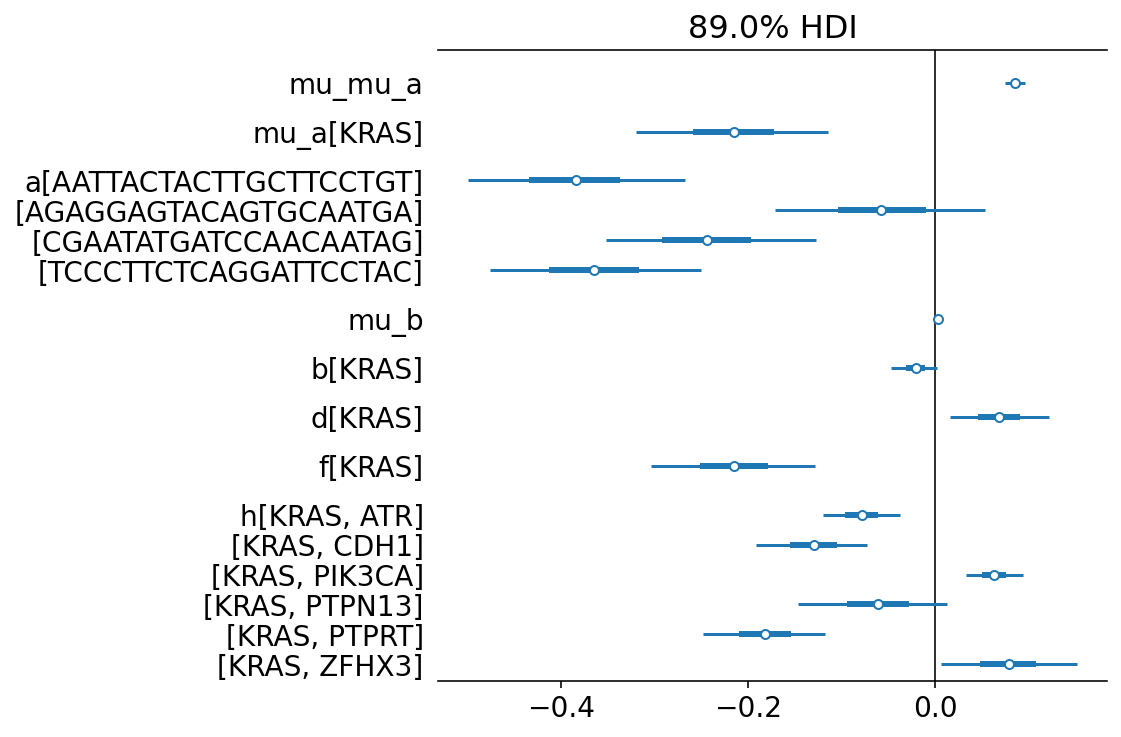 89.0% HDI
mu_mu_a
mu_a[KRAS]
a[AATTACTACTTGCTTCCTGT]
[AGAGGAGTACAGTGCAATGA]
[CGAATATGATCCAACAATAG]
[TCCCTTCTCAGGATTCCTAC]
mu_b
b[KRAS]
d[KRAS]
f[KRAS]
h[KRAS, ATR]
[KRAS, CDH1]
[KRAS, PIK3CA]
[KRAS, PTPN13]
[KRAS, PTPRT]
[KRAS, ZFHX3]
−0.4 −0.2 0.0